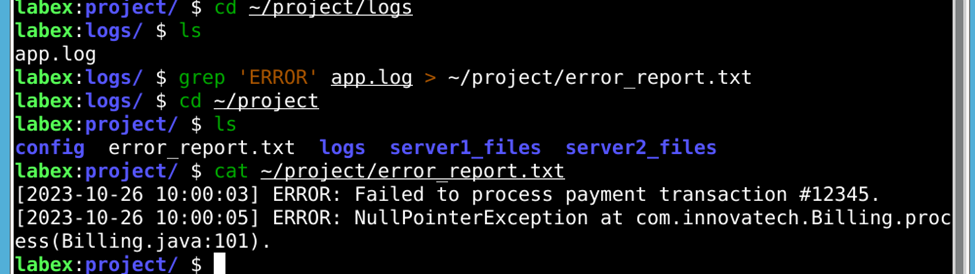 labex:project/ $ cd ~/project/logs
labex:logs/ $ ls
app.log
labex:logs/ $ grep 'ERROR' app.log > ~/project/error_report.txt
labex:logs/ $ cd ~/project
labex:project/ $ ls
config  error_report.txt  logs  server1_files  server2_files
labex:project/ $ cat ~/project/error_report.txt
[2023-10-26 10:00:03] ERROR: Failed to process payment transaction #12345.
[2023-10-26 10:00:05] ERROR: NullPointerException at com.innovatech.Billing.proc
ess(Billing.java:101).
labex:project/ $